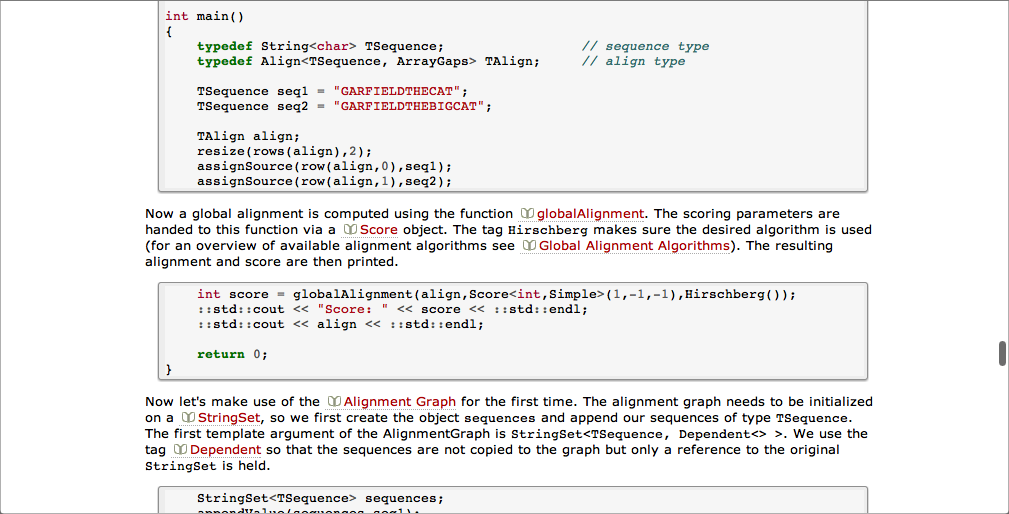 int main()
{
typedef String<char> TSequence; // sequence type
typedef Align<TSequence, ArrayGaps> TAlign; // align type
TSequence seq1 = "GARFIELDTHECAT";
TSequence seq2 = "GARFIELDTHEBIGCAT";
TAlign align;
resize(rows(align),2);
assignSource(row(align,0),seq1);
assignSource(row(align,1),seq2);
Now a global alignment is computed using the function globalAlignment. The scoring parameters are
handed to this function via a Score object. The tag Hirschberg makes sure the desired algorithm is used
(for an overview of available alignment algorithms see Global Alignment Algorithms). The resulting
alignment and score are then printed.
int score = globalAlignment(align,Score<int,Simple>(1,-1,-1),Hirschberg());
::std::cout << "Score: " << score << ::std::endl;
::std::cout << align << ::std::endl;
return 0;
}
Now let's make use of the Alignment Graph for the first time. The alignment graph needs to be initialized
on a StringSet, so we first create the object sequences and append our sequences of type TSequence.
The first template argument of the AlignmentGraph is StringSet<TSequence, Dependent<> >. We use the
tag Dependent so that the sequences are not copied to the graph but only a reference to the original
StringSet is held.
StringSet<TSequence> sequences;
appendValue(sequences,seq1);